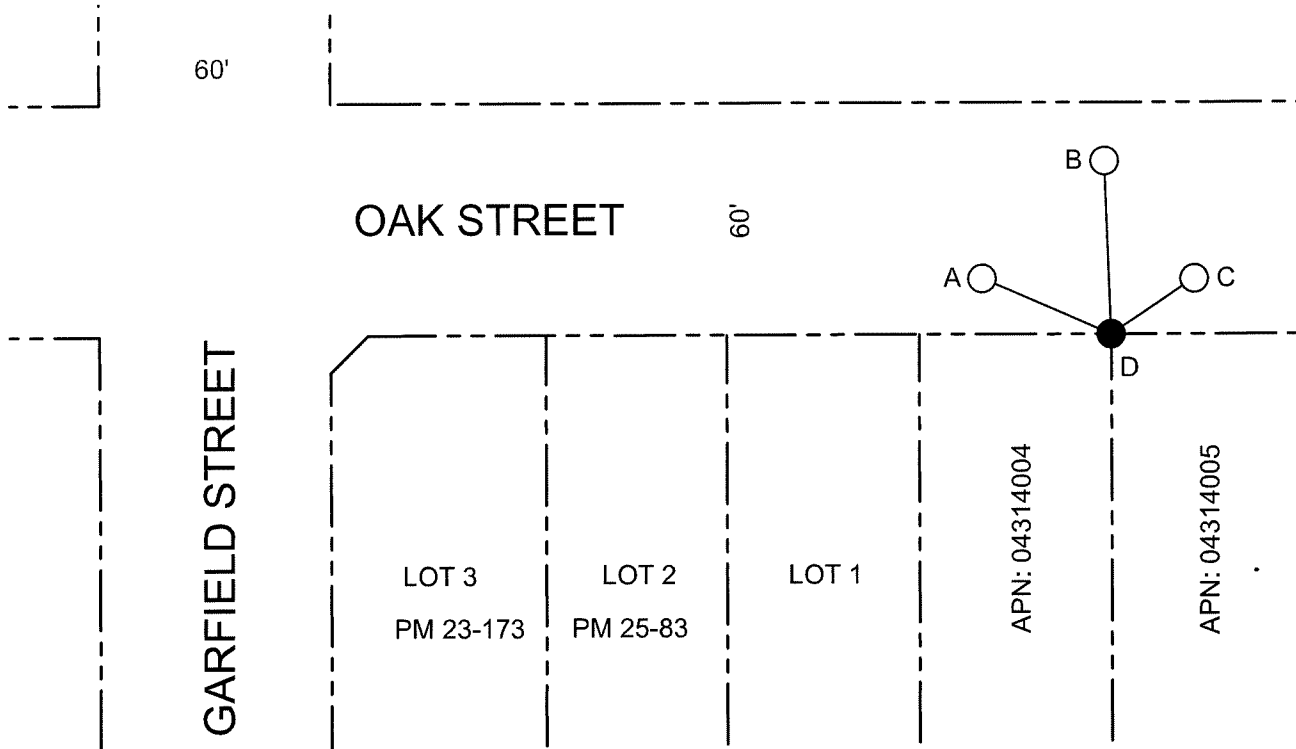 60'
OAK STREET
60'
B
A
C
D
GARFIELD STREET
LOT 3
PM 23-173
LOT 2
PM 25-83
LOT 1
APN: 04314004
APN: 04314005